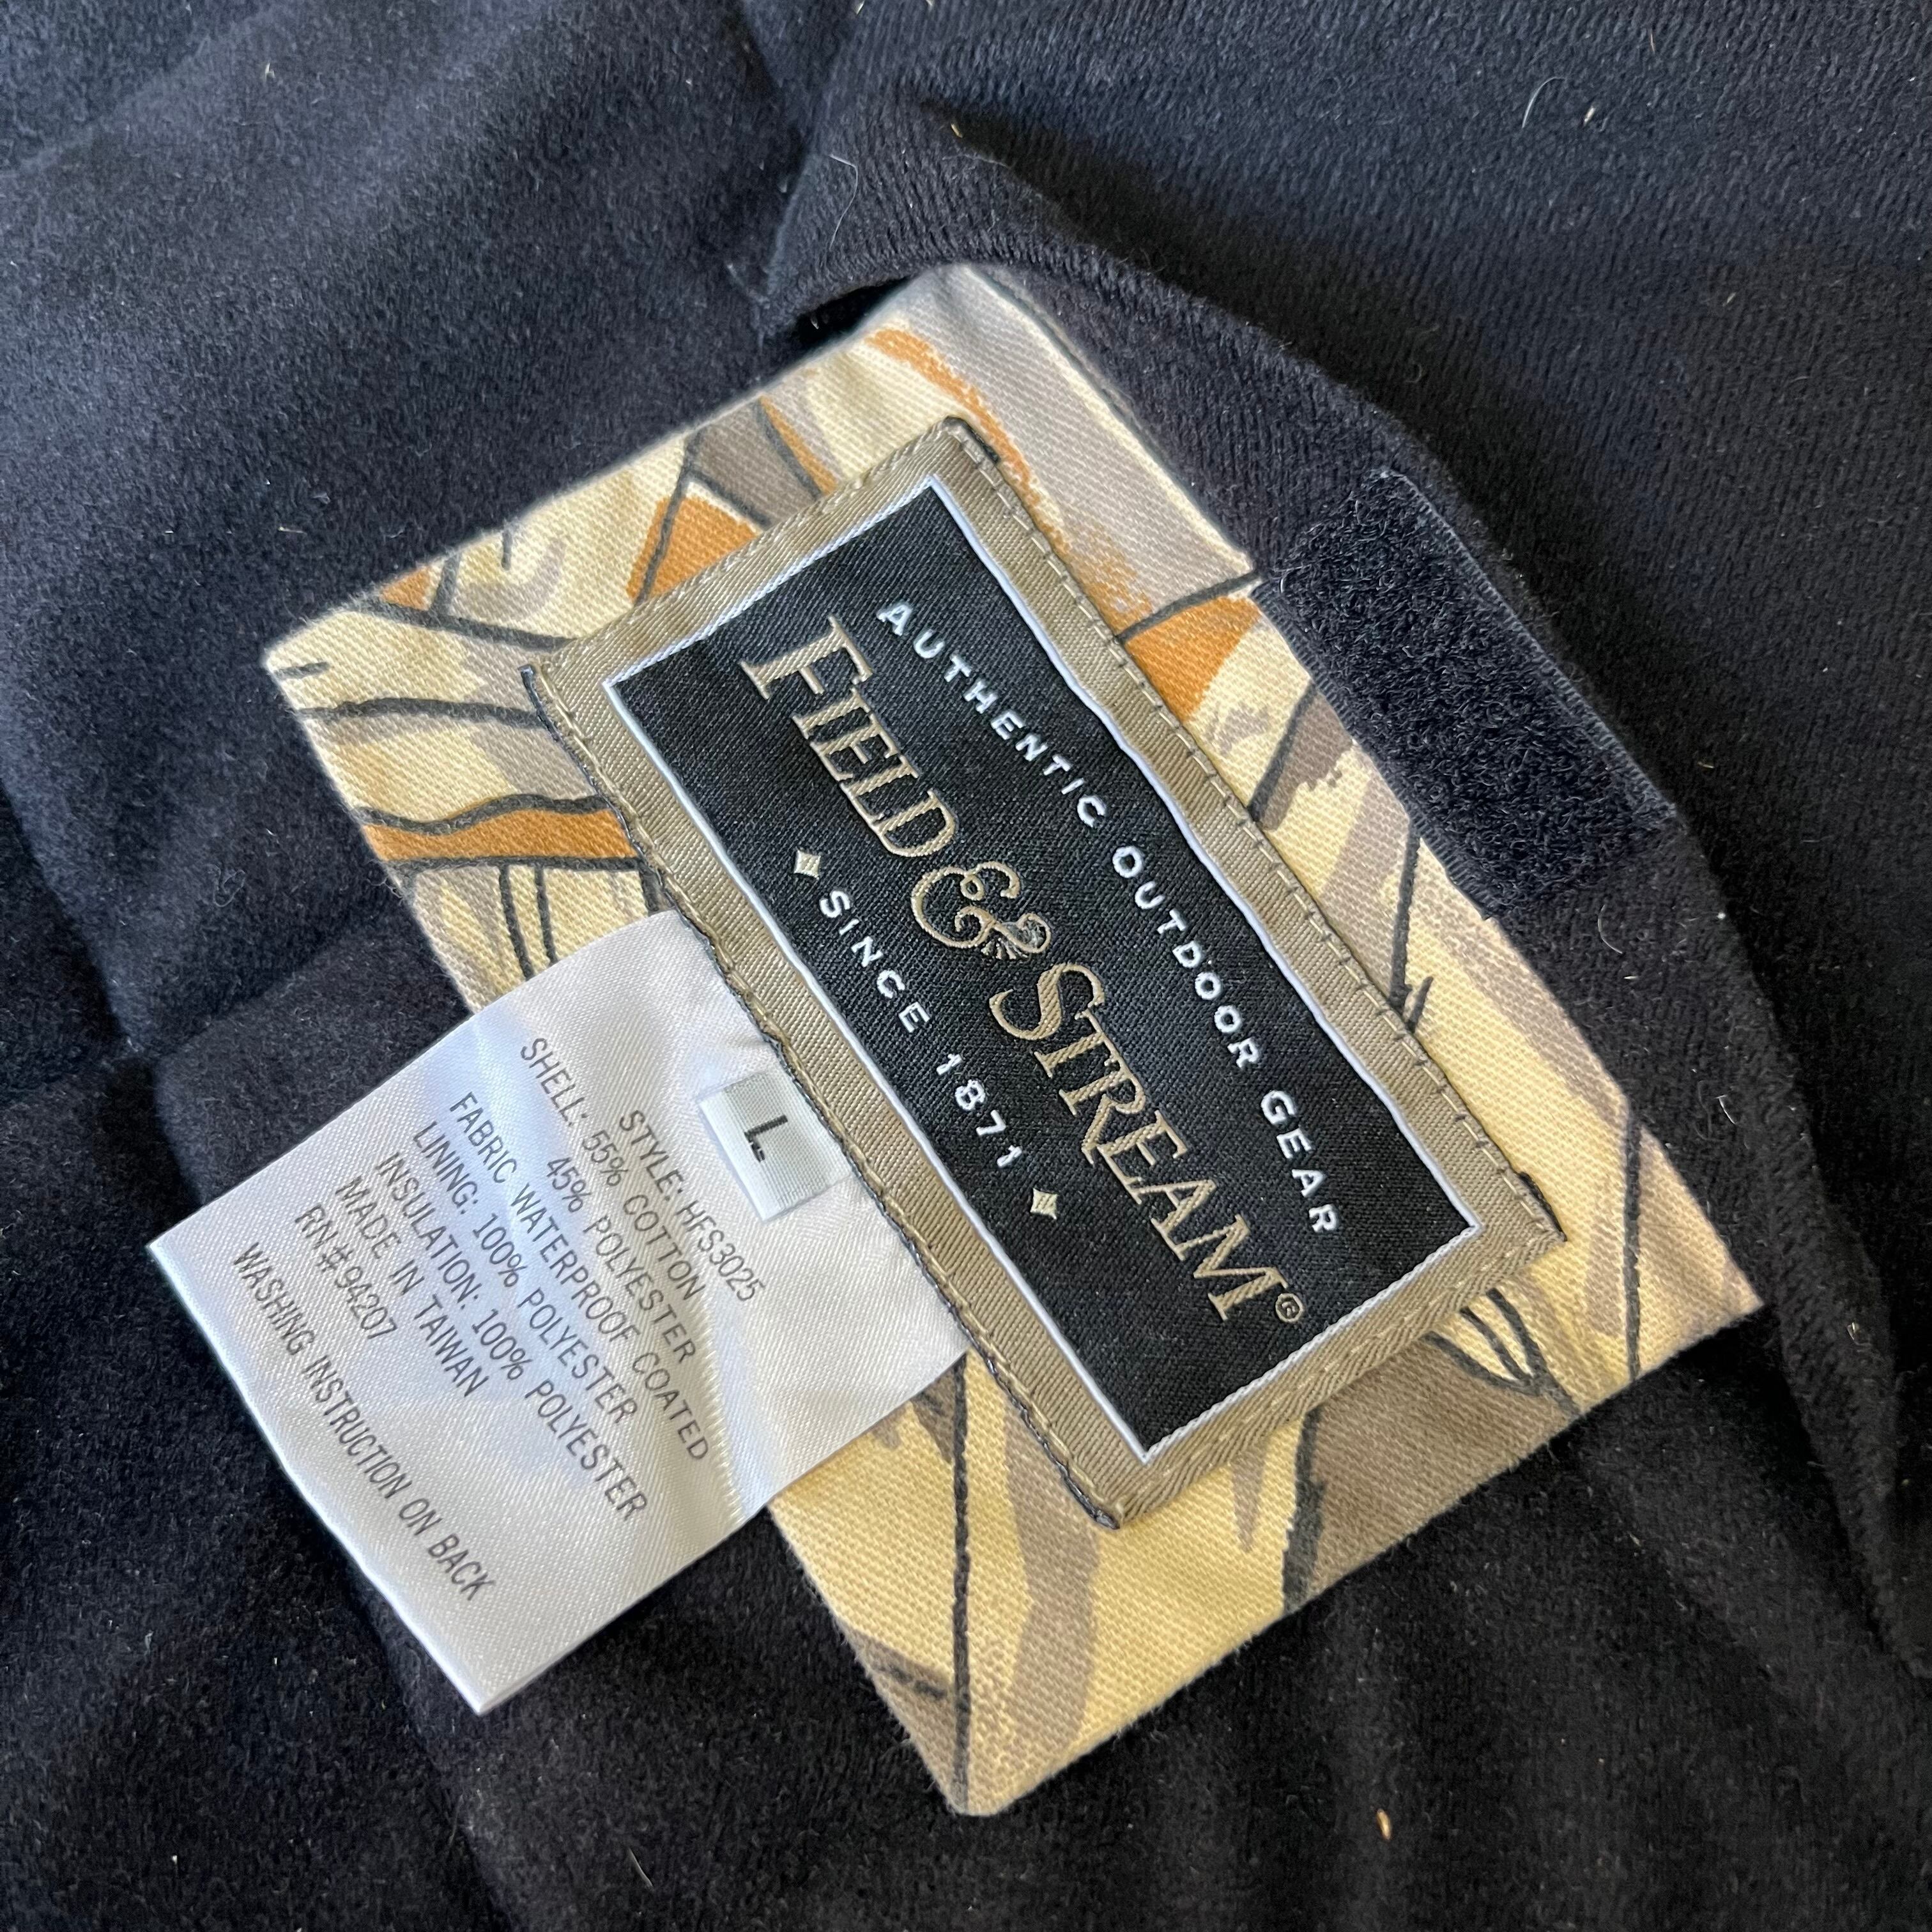 AUTHENTIC OUTDOOR GEAR
FIELD & STREAM®
SINCE 1871
L
STYLE: HFS3025
SHELL: 55% COTTON
45% POLYESTER
FABRIC WATERPROOF COATED
LINING: 100% POLYESTER
INSULATION: 100% POLYESTER
MADE IN TAIWAN
RN# 94207
WASHING INSTRUCTION ON BACK